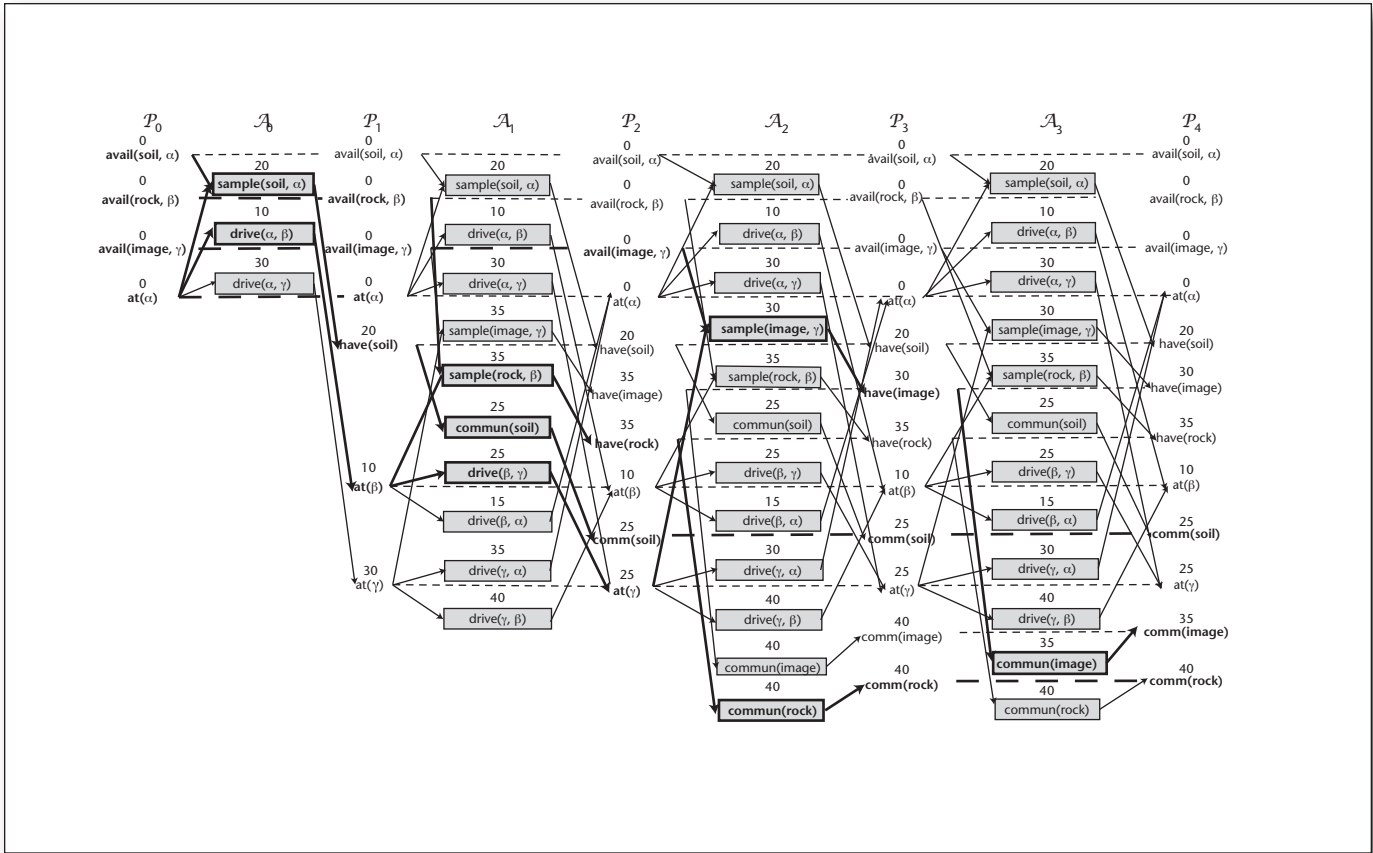 𝒫0
0
avail(soil, α)
0
avail(rock, β)
0
avail(image, γ)
0
at(α)
𝒜0
20
sample(soil, α)
10
drive(α, β)
30
drive(α, γ)
𝒫1
0
avail(soil, α)
0
avail(rock, β)
0
avail(image, γ)
0
at(α)
20
have(soil)
10
at(β)
30
at(γ)
𝒜1
20
sample(soil, α)
10
drive(α, β)
30
drive(α, γ)
35
sample(image, γ)
35
sample(rock, β)
25
commun(soil)
25
drive(β, γ)
15
drive(β, α)
35
drive(γ, α)
40
drive(γ, β)
𝒫2
0
avail(soil, α)
0
avail(rock, β)
0
avail(image, γ)
0
at(α)
20
have(soil)
35
have(image)
35
have(rock)
10
at(β)
25
comm(soil)
25
at(γ)
𝒜2
20
sample(soil, α)
10
drive(α, β)
30
drive(α, γ)
30
sample(image, γ)
35
sample(rock, β)
25
commun(soil)
25
drive(β, γ)
15
drive(β, α)
30
drive(γ, α)
40
drive(γ, β)
40
commun(image)
40
commun(rock)
𝒫3
0
avail(soil, α)
0
avail(rock, β)
0
avail(image, γ)
0
at(α)
20
have(soil)
30
have(image)
35
have(rock)
10
at(β)
25
comm(soil)
25
at(γ)
40
comm(image)
40
comm(rock)
𝒜3
20
sample(soil, α)
10
drive(α, β)
30
drive(α, γ)
30
sample(image, γ)
35
sample(rock, β)
25
commun(soil)
25
drive(β, γ)
15
drive(β, α)
30
drive(γ, α)
40
drive(γ, β)
35
commun(image)
40
commun(rock)
𝒫4
0
avail(soil, α)
0
avail(rock, β)
0
avail(image, γ)
0
at(α)
20
have(soil)
30
have(image)
35
have(rock)
10
at(β)
25
comm(soil)
25
at(γ)
35
comm(image)
40
comm(rock)